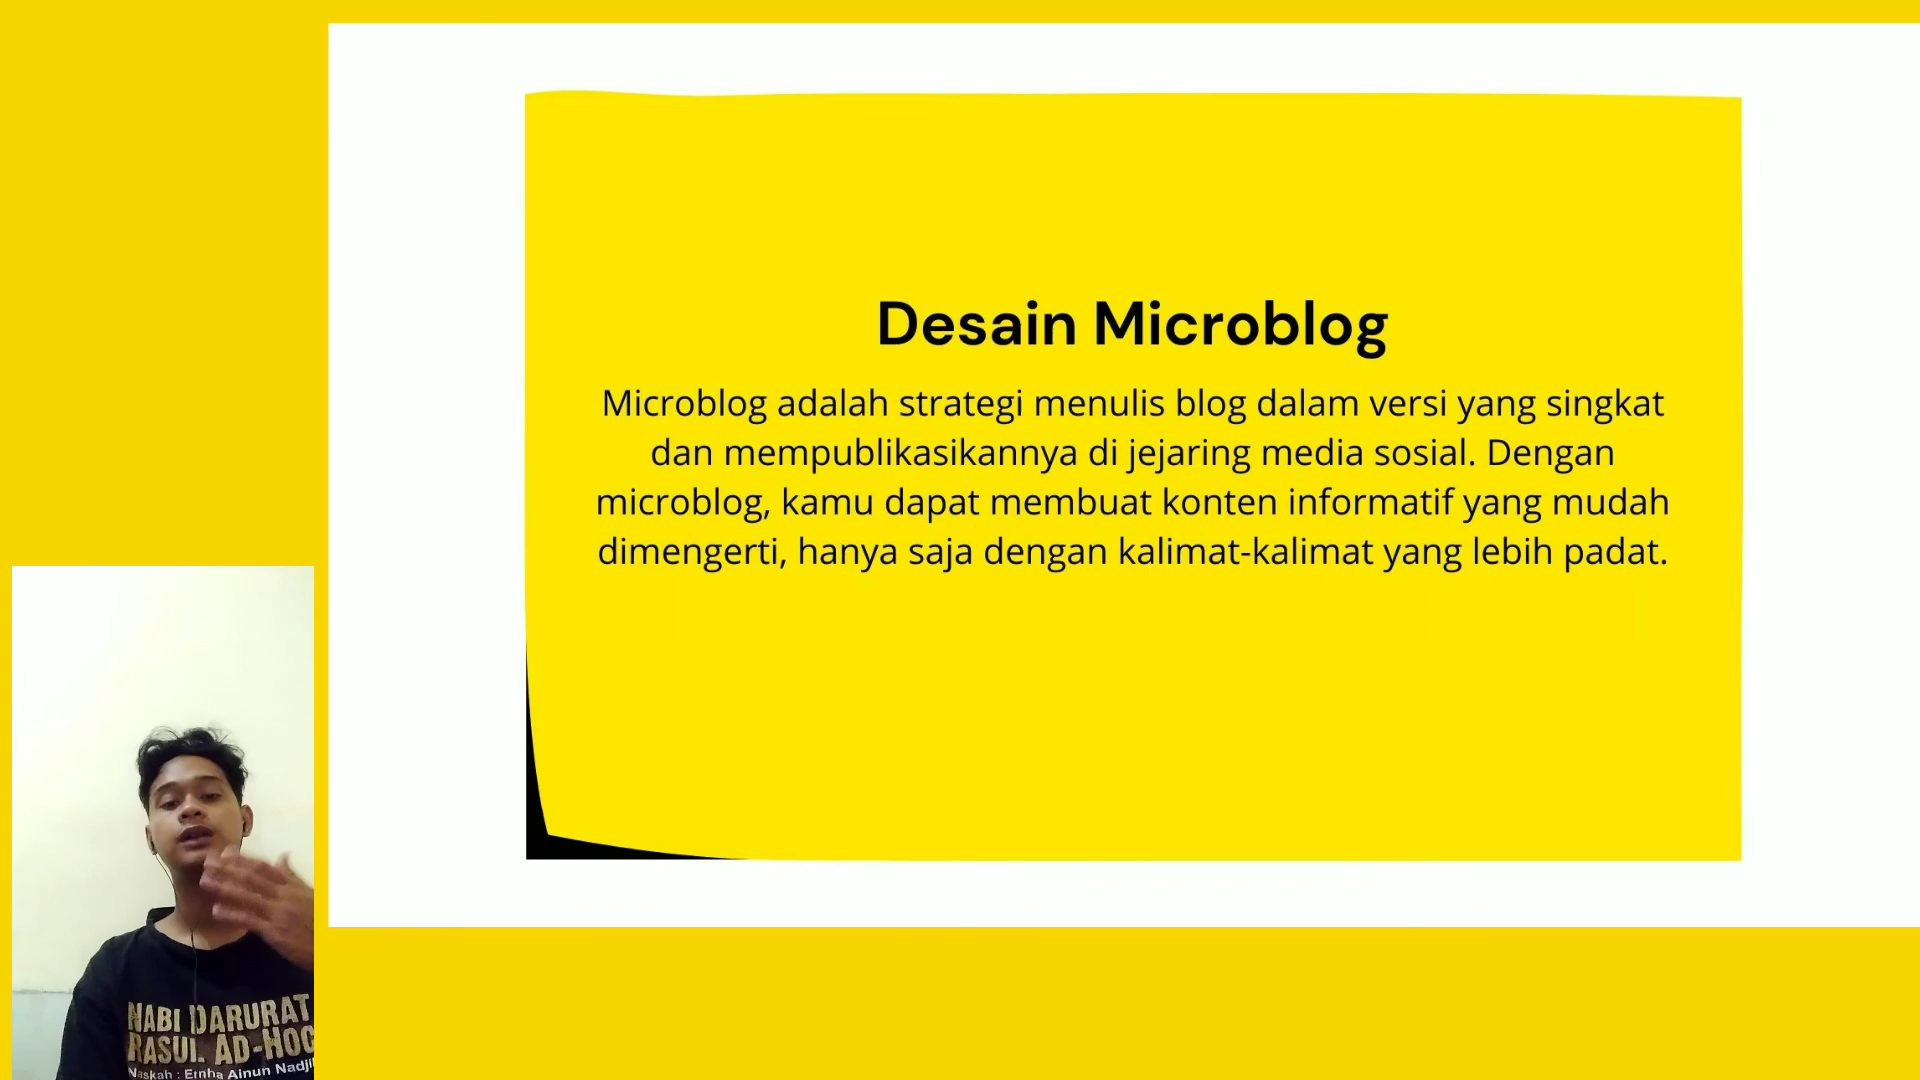 Desain Microblog
Microblog adalah strategi menulis blog dalam versi yang singkat
dan mempublikasikannya di jejaring media sosial. Dengan
microblog, kamu dapat membuat konten informatif yang mudah
dimengerti, hanya saja dengan kalimat-kalimat yang lebih padat.
NABI DARURAT
RASUL AD-HOC
Naskah : Emha Ainun Nadji